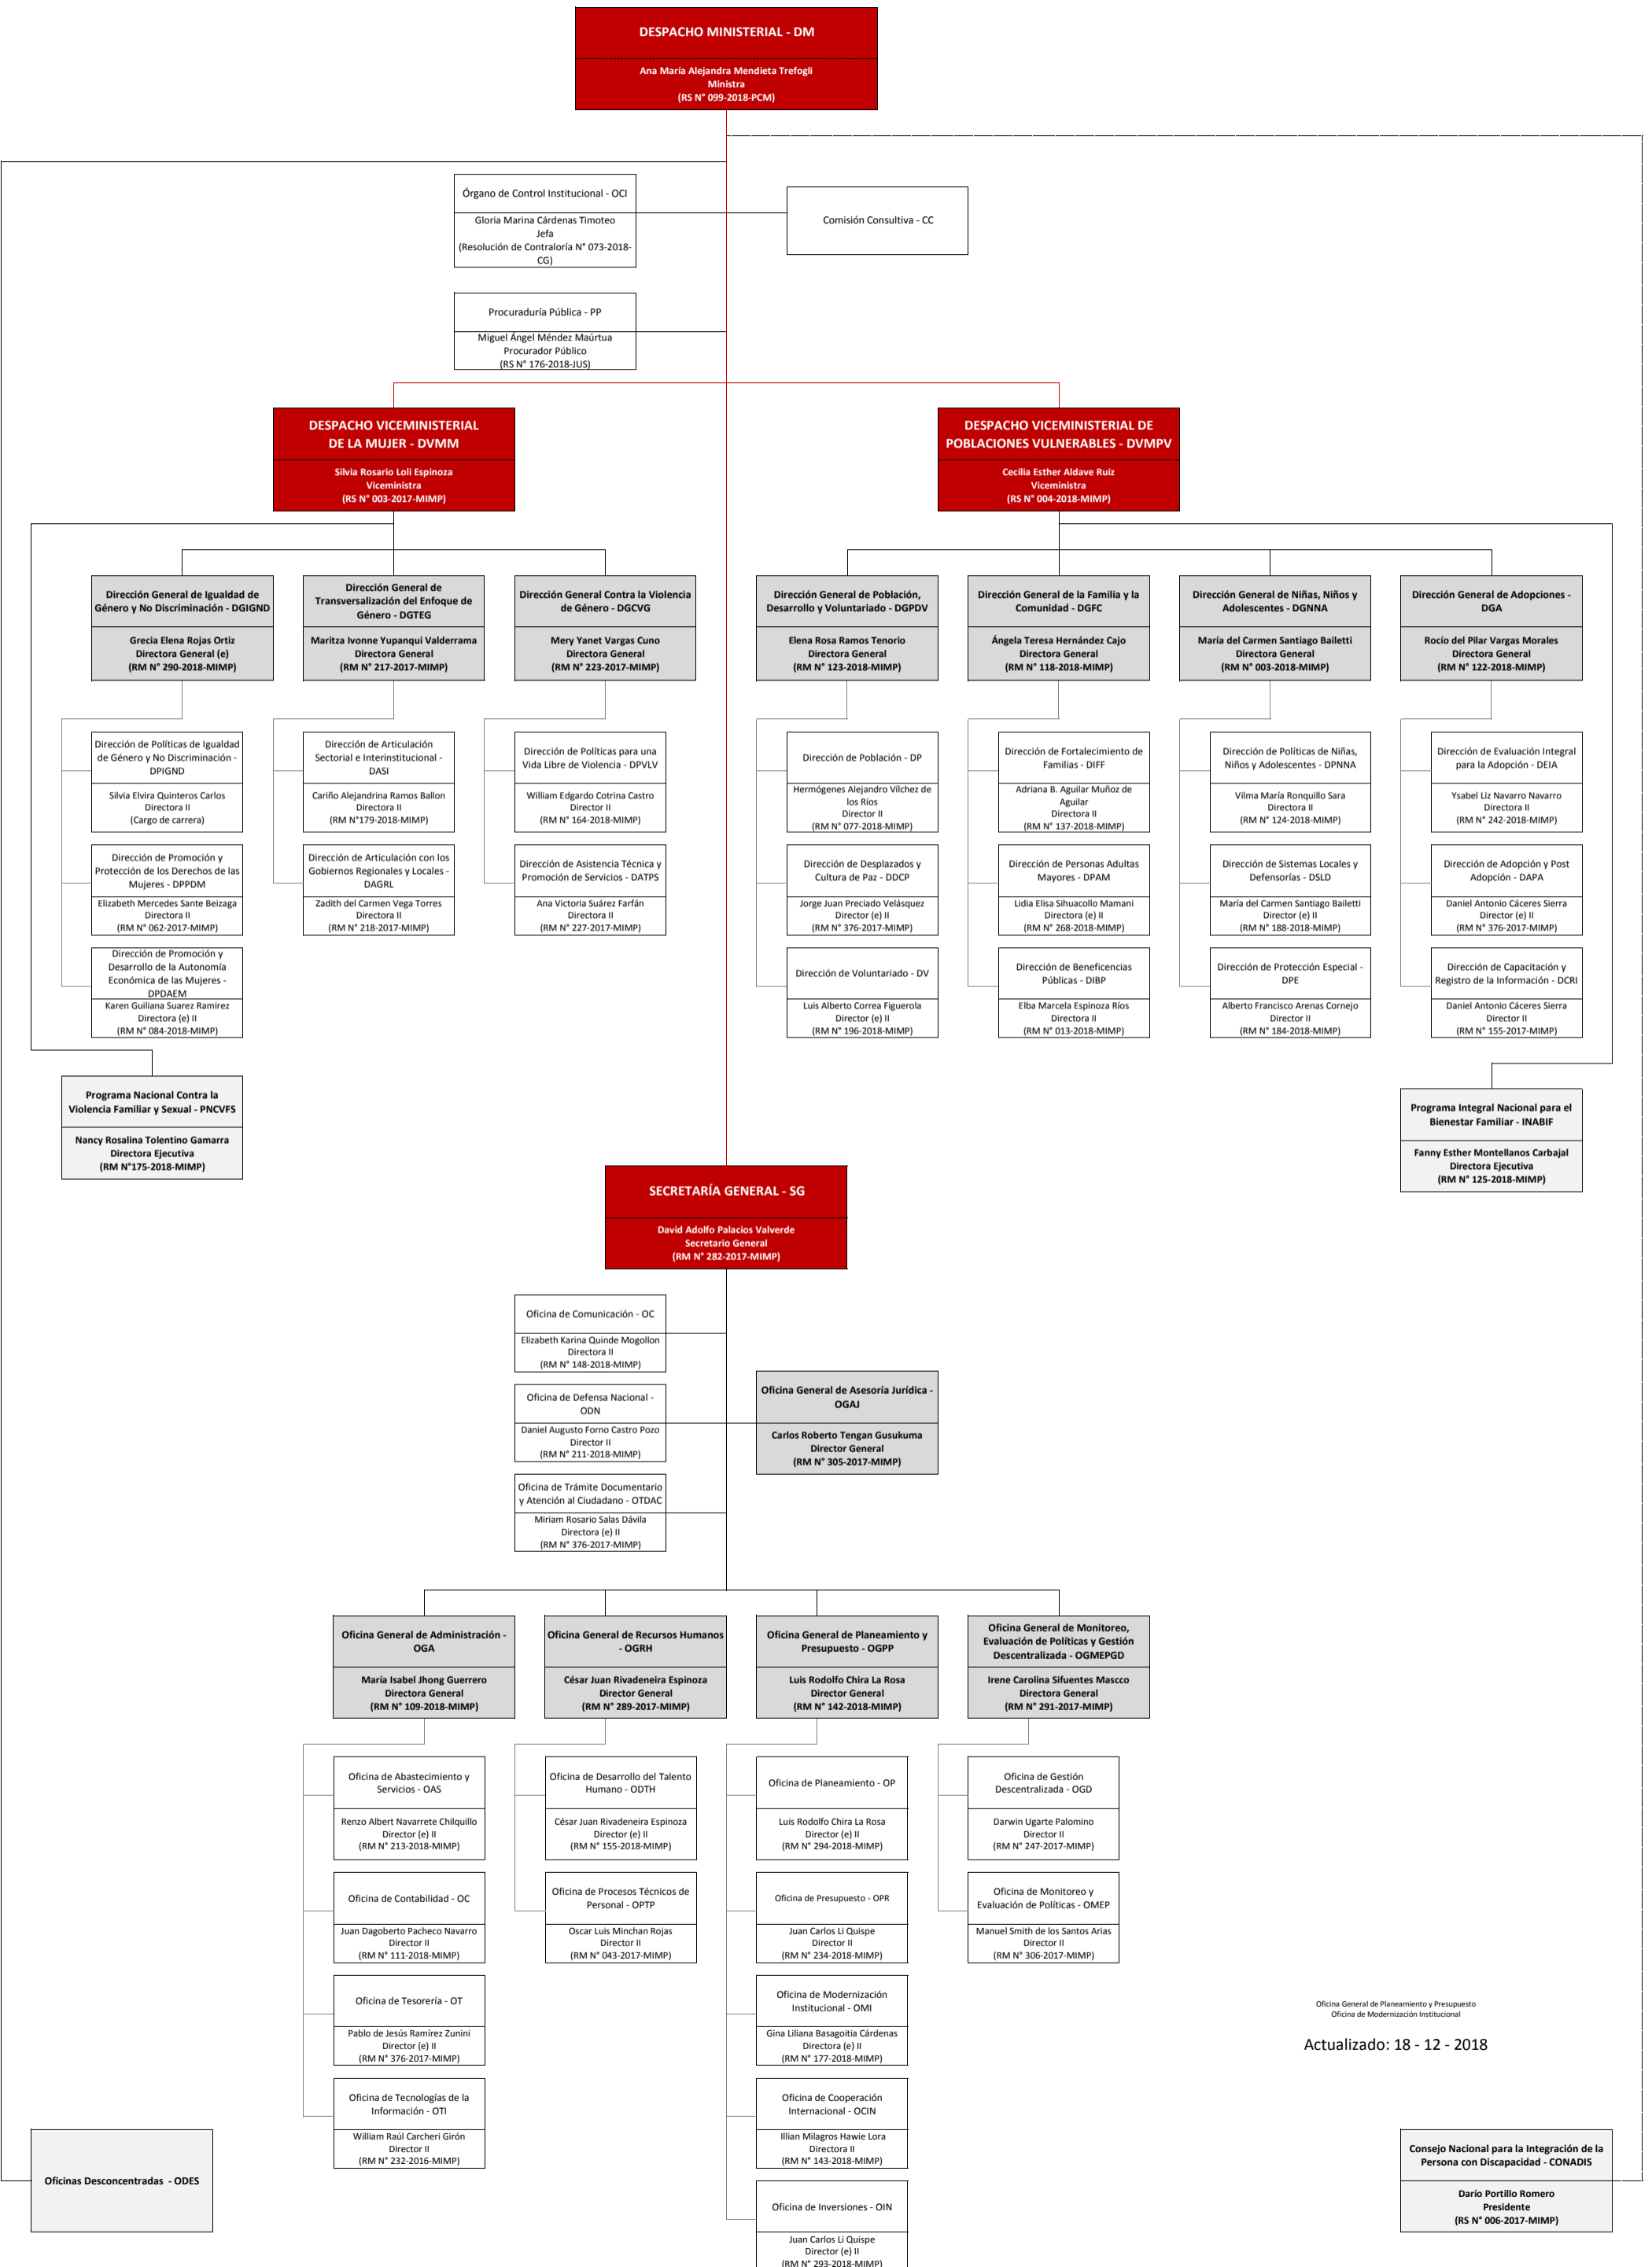 DESPACHO MINISTERIAL - DM
Ana María Alejandra Mendieta Trefogli
Ministra
(RS N° 099-2018-PCM)
Órgano de Control Institucional - OCI
Gloria Marina Cárdenas Timoteo
Jefa
(Resolución de Contraloría N° 073-2018-
CG)
Comisión Consultiva - CC
Procuraduría Pública - PP
Miguel Ángel Méndez Maúrtua
Procurador Público
(RS N° 176-2018-JUS)
DESPACHO VICEMINISTERIAL
DE LA MUJER - DVMM
Silvia Rosario Loli Espinoza
Viceministra
(RS N° 003-2017-MIMP)
DESPACHO VICEMINISTERIAL DE
POBLACIONES VULNERABLES - DVMPV
Cecilia Esther Aldave Ruiz
Viceministra
(RS N° 004-2018-MIMP)
Dirección General de Igualdad de
Género y No Discriminación - DGIGND
Grecia Elena Rojas Ortiz
Directora General (e)
(RM N° 290-2018-MIMP)
Dirección General de
Transversalización del Enfoque de
Género - DGTEG
Maritza Ivonne Yupanqui Valderrama
Directora General
(RM N° 217-2017-MIMP)
Dirección General Contra la Violencia
de Género - DGCVG
Mery Yanet Vargas Cuno
Directora General
(RM N° 223-2017-MIMP)
Dirección General de Población,
Desarrollo y Voluntariado - DGPDV
Elena Rosa Ramos Tenorio
Directora General
(RM N° 123-2018-MIMP)
Dirección General de la Familia y la
Comunidad - DGFC
Ángela Teresa Hernández Cajo
Directora General
(RM N° 118-2018-MIMP)
Dirección General de Niñas, Niños y
Adolescentes - DGNNA
María del Carmen Santiago Bailetti
Directora General
(RM N° 003-2018-MIMP)
Dirección General de Adopciones -
DGA
Rocío del Pilar Vargas Morales
Directora General
(RM N° 122-2018-MIMP)
Dirección de Políticas de Igualdad
de Género y No Discriminación -
DPIGND
Silvia Elvira Quinteros Carlos
Directora II
(Cargo de carrera)
Dirección de Articulación
Sectorial e Interinstitucional -
DASI
Cariño Alejandrina Ramos Ballon
Directora II
(RM N°179-2018-MIMP)
Dirección de Políticas para una
Vida Libre de Violencia - DPVLV
William Edgardo Cotrina Castro
Director II
(RM N° 164-2018-MIMP)
Dirección de Población - DP
Hermógenes Alejandro Vílchez de
los Ríos
Director II
(RM N° 077-2018-MIMP)
Dirección de Fortalecimiento de
Familias - DIFF
Adriana B. Aguilar Muñoz de
Aguilar
Directora II
(RM N° 137-2018-MIMP)
Dirección de Políticas de Niñas,
Niños y Adolescentes - DPNNA
Vilma María Ronquillo Sara
Directora II
(RM N° 124-2018-MIMP)
Dirección de Evaluación Integral
para la Adopción - DEIA
Ysabel Liz Navarro Navarro
Directora II
(RM N° 242-2018-MIMP)
Dirección de Promoción y
Protección de los Derechos de las
Mujeres - DPPDM
Elizabeth Mercedes Sante Beizaga
Directora II
(RM N° 062-2017-MIMP)
Dirección de Articulación con los
Gobiernos Regionales y Locales -
DAGRL
Zadith del Carmen Vega Torres
Directora II
(RM N° 218-2017-MIMP)
Dirección de Asistencia Técnica y
Promoción de Servicios - DATPS
Ana Victoria Suárez Farfán
Directora II
(RM N° 227-2017-MIMP)
Dirección de Desplazados y
Cultura de Paz - DDCP
Jorge Juan Preciado Velásquez
Director (e) II
(RM N° 376-2017-MIMP)
Dirección de Personas Adultas
Mayores - DPAM
Lidia Elisa Sihuacollo Mamani
Directora (e) II
(RM N° 268-2018-MIMP)
Dirección de Sistemas Locales y
Defensorías - DSLD
María del Carmen Santiago Bailetti
Director (e) II
(RM N° 188-2018-MIMP)
Dirección de Adopción y Post
Adopción - DAPA
Daniel Antonio Cáceres Sierra
Director (e) II
(RM N° 376-2017-MIMP)
Dirección de Promoción y
Desarrollo de la Autonomía
Económica de las Mujeres -
DPDAEM
Karen Guiliana Suarez Ramirez
Directora (e) II
(RM N° 084-2018-MIMP)
Dirección de Voluntariado - DV
Luis Alberto Correa Figuerola
Director (e) II
(RM N° 196-2018-MIMP)
Dirección de Beneficencias
Públicas - DIBP
Elba Marcela Espinoza Ríos
Directora II
(RM N° 013-2018-MIMP)
Dirección de Protección Especial -
DPE
Alberto Francisco Arenas Cornejo
Director II
(RM N° 184-2018-MIMP)
Dirección de Capacitación y
Registro de la Información - DCRI
Daniel Antonio Cáceres Sierra
Director II
(RM N° 155-2017-MIMP)
Programa Nacional Contra la
Violencia Familiar y Sexual - PNCVFS
Nancy Rosalina Tolentino Gamarra
Directora Ejecutiva
(RM N°175-2018-MIMP)
Programa Integral Nacional para el
Bienestar Familiar - INABIF
Fanny Esther Montellanos Carbajal
Directora Ejecutiva
(RM N° 125-2018-MIMP)
SECRETARÍA GENERAL - SG
David Adolfo Palacios Valverde
Secretario General
(RM N° 282-2017-MIMP)
Oficina de Comunicación - OC
Elizabeth Karina Quinde Mogollon
Directora II
(RM N° 148-2018-MIMP)
Oficina de Defensa Nacional -
ODN
Daniel Augusto Forno Castro Pozo
Director II
(RM N° 211-2018-MIMP)
Oficina General de Asesoría Jurídica -
OGAJ
Carlos Roberto Tengan Gusukuma
Director General
(RM N° 305-2017-MIMP)
Oficina de Trámite Documentario
y Atención al Ciudadano - OTDAC
Miriam Rosario Salas Dávila
Directora (e) II
(RM N° 376-2017-MIMP)
Oficina General de Administración -
OGA
María Isabel Jhong Guerrero
Directora General
(RM N° 109-2018-MIMP)
Oficina General de Recursos Humanos
- OGRH
César Juan Rivadeneira Espinoza
Director General
(RM N° 289-2017-MIMP)
Oficina General de Planeamiento y
Presupuesto - OGPP
Luis Rodolfo Chira La Rosa
Director General
(RM N° 142-2018-MIMP)
Oficina General de Monitoreo,
Evaluación de Políticas y Gestión
Descentralizada - OGMEPGD
Irene Carolina Sifuentes Mascco
Directora General
(RM N° 291-2017-MIMP)
Oficina de Abastecimiento y
Servicios - OAS
Renzo Albert Navarrete Chilquillo
Director (e) II
(RM N° 213-2018-MIMP)
Oficina de Desarrollo del Talento
Humano - ODTH
César Juan Rivadeneira Espinoza
Director (e) II
(RM N° 155-2018-MIMP)
Oficina de Planeamiento - OP
Luis Rodolfo Chira La Rosa
Director (e) II
(RM N° 294-2018-MIMP)
Oficina de Gestión
Descentralizada - OGD
Darwin Ugarte Palomino
Director II
(RM N° 247-2017-MIMP)
Oficina de Contabilidad - OC
Juan Dagoberto Pacheco Navarro
Director II
(RM N° 111-2018-MIMP)
Oficina de Procesos Técnicos de
Personal - OPTP
Oscar Luis Minchan Rojas
Director II
(RM N° 043-2017-MIMP)
Oficina de Presupuesto - OPR
Juan Carlos Li Quispe
Director II
(RM N° 234-2018-MIMP)
Oficina de Monitoreo y
Evaluación de Políticas - OMEP
Manuel Smith de los Santos Arias
Director II
(RM N° 306-2017-MIMP)
Oficina de Tesorería - OT
Pablo de Jesús Ramírez Zunini
Director (e) II
(RM N° 376-2017-MIMP)
Oficina de Modernización
Institucional - OMI
Gina Liliana Basagoitia Cárdenas
Directora (e) II
(RM N° 177-2018-MIMP)
Oficina General de Planeamiento y Presupuesto
Oficina de Modernización Institucional
Actualizado: 18 - 12 - 2018
Oficina de Tecnologías de la
Información - OTI
William Raúl Carcheri Girón
Director II
(RM N° 232-2016-MIMP)
Oficina de Cooperación
Internacional - OCIN
Illian Milagros Hawie Lora
Directora II
(RM N° 143-2018-MIMP)
Oficinas Desconcentradas - ODES
Consejo Nacional para la Integración de la
Persona con Discapacidad - CONADIS
Darío Portillo Romero
Presidente
(RS N° 006-2017-MIMP)
Oficina de Inversiones - OIN
Juan Carlos Li Quispe
Director (e) II
(RM N° 293-2018-MIMP)